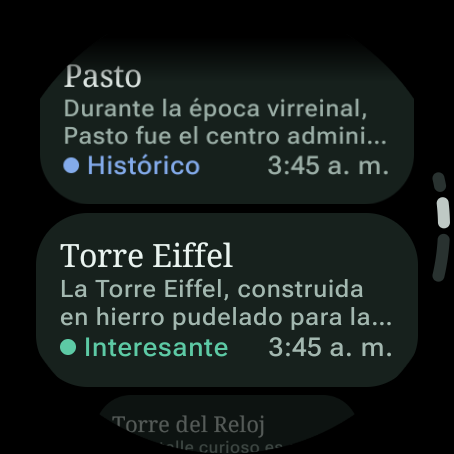 Pasto
Durante la época virreinal,
Pasto fue el centro admini...
Histórico 3:45 a. m.
Torre Eiffel
La Torre Eiffel, construida
en hierro pudelado para la...
Interesante 3:45 a. m.
Torre del Reloj
curioso